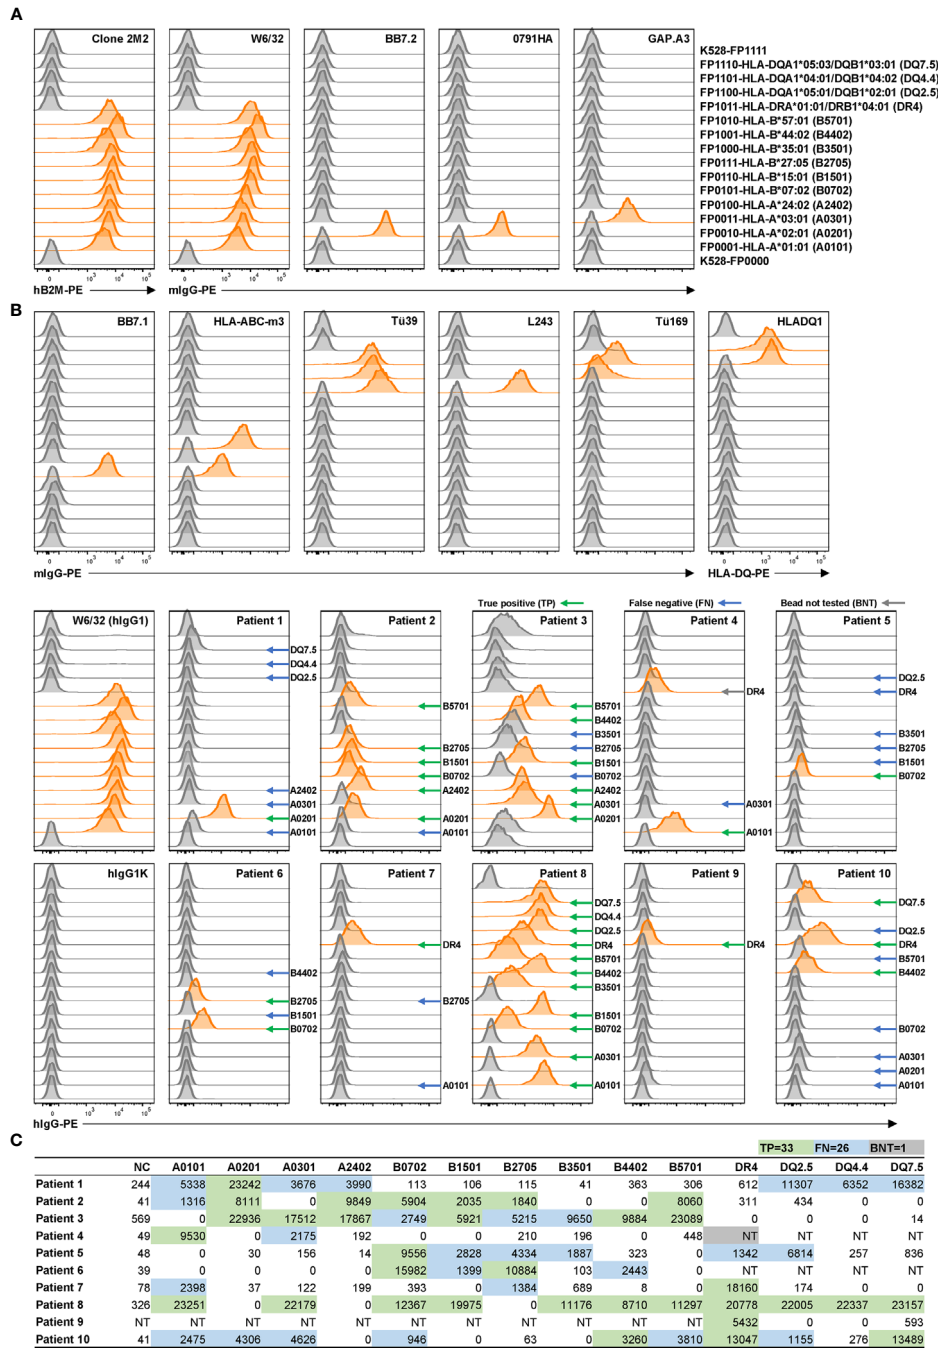 A
Clone 2M2 W6/32 BB7.2 0791HA GAP.A3
K528-FP1111
FP1110-HLA-DQA1*05:03/DQB1*03:01 (DQ7.5)
FP1101-HLA-DQA1*04:01/DQB1*04:02 (DQ4.4)
FP1100-HLA-DQA1*05:01/DQB1*02:01 (DQ2.5)
FP1011-HLA-DRA*01:01/DRB1*04:01 (DR4)
FP1010-HLA-B*57:01 (B5701)
FP1001-HLA-B*44:02 (B4402)
FP1000-HLA-B*35:01 (B3501)
FP0111-HLA-B*27:05 (B2705)
FP0110-HLA-B*15:01 (B1501)
FP0101-HLA-B*07:02 (B0702)
FP0100-HLA-A*24:02 (A2402)
FP0011-HLA-A*03:01 (A0301)
FP0010-HLA-A*02:01 (A0201)
FP0001-HLA-A*01:01 (A0101)
K528-FP0000
0 10³ 10⁴ 10⁵ 0 10³ 10⁴ 10⁵
hB2M-PE mIgG-PE
B
BB7.1 HLA-ABC-m3 Tü39 L243 Tü169 HLADQ1
0 10³ 10⁴ 10⁵ 0 10³ 10⁴ 10⁵
mIgG-PE HLA-DQ-PE
True positive (TP) False negative (FN) Bead not tested (BNT)
W6/32 (hIgG1) Patient 1 Patient 2 Patient 3 Patient 4 Patient 5
DQ7.5
DQ4.4
DQ2.5 DQ2.5
DR4 DR4
B5701 B5701
B4402
B3501 B3501
B2705 B2705 B2705
B1501 B1501 B1501
B0702 B0702 B0702
A2402 A2402 A2402
A0301 A0301 A0301
A0201 A0201 A0201
A0101 A0101 A0101
hIgG1K Patient 6 Patient 7 Patient 8 Patient 9 Patient 10
DQ7.5 DQ7.5
DQ4.4
DQ2.5 DQ2.5
DR4 DR4 DR4 DR4
B5701 B5701
B4402 B4402 B4402
B3501
B2705 B2705
B1501 B1501
B0702 B0702 B0702
A0301 A0301
A0201
A0101 A0101 A0101
0 10³ 10⁴ 10⁵
hIgG-PE
C
TP=33 FN=26 BNT=1
NC A0101 A0201 A0301 A2402 B0702 B1501 B2705 B3501 B4402 B5701 DR4 DQ2.5 DQ4.4 DQ7.5
Patient 1 244 5338 23242 3676 3990 113 106 115 41 363 306 612 11307 6352 16382
Patient 2 41 1316 8111 0 9849 5904 2035 1840 0 0 8060 311 434 0 0
Patient 3 569 0 22936 17512 17867 2749 5921 5215 9650 9884 23089 0 0 0 14
Patient 4 49 9530 0 2175 192 0 0 210 196 0 448 NT NT NT NT
Patient 5 48 0 30 156 14 9556 2828 4334 1887 323 0 1342 6814 257 836
Patient 6 39 0 0 0 0 15982 1399 10884 103 2443 0 NT NT NT NT
Patient 7 78 2398 37 122 199 393 0 1384 689 8 0 18160 174 0 0
Patient 8 326 23251 0 22179 0 12367 19975 0 11176 8710 11297 20778 22005 22337 23157
Patient 9 NT NT NT NT NT NT NT NT NT NT NT 5432 0 0 593
Patient 10 41 2475 4306 4626 0 946 0 63 0 3260 3810 13047 1155 276 13489